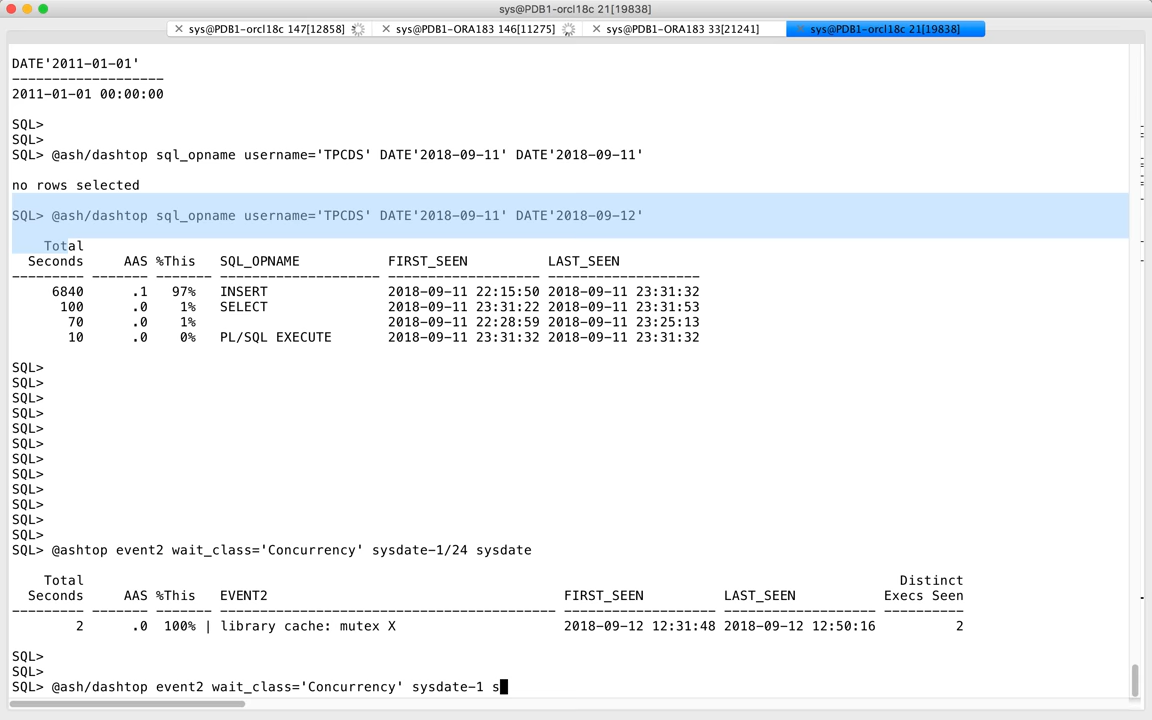 sys@PDB1-orcl18c 21[19838]
sys@PDB1-orcl18c 147[12858] sys@PDB1-ORA183 146[11275] sys@PDB1-ORA183 33[21241] sys@PDB1-orcl18c 21[19838]
DATE'2011-01-01'
-------------------
2011-01-01 00:00:00
SQL>
SQL>
SQL> @ash/dashtop sql_opname username='TPCDS' DATE'2018-09-11' DATE'2018-09-11'
no rows selected
SQL> @ash/dashtop sql_opname username='TPCDS' DATE'2018-09-11' DATE'2018-09-12'
    Total
  Seconds     AAS %This   SQL_OPNAME           FIRST_SEEN          LAST_SEEN
--------- ------- ------- -------------------- ------------------- -------------------
     6840      .1   97%   INSERT               2018-09-11 22:15:50 2018-09-11 23:31:32
      100      .0    1%   SELECT               2018-09-11 23:31:22 2018-09-11 23:31:53
       70      .0    1%                        2018-09-11 22:28:59 2018-09-11 23:25:13
       10      .0    0%   PL/SQL EXECUTE       2018-09-11 23:31:32 2018-09-11 23:31:32
SQL>
SQL>
SQL>
SQL>
SQL>
SQL>
SQL>
SQL>
SQL>
SQL>
SQL>
SQL>
SQL> @ashtop event2 wait_class='Concurrency' sysdate-1/24 sysdate
    Total                                                                                                      Distinct
  Seconds     AAS %This   EVENT2                                     FIRST_SEEN          LAST_SEEN           Execs Seen
--------- ------- ------- ------------------------------------------ ------------------- ------------------- ----------
        2      .0  100% | library cache: mutex X                     2018-09-12 12:31:48 2018-09-12 12:50:16          2
SQL>
SQL>
SQL> @ash/dashtop event2 wait_class='Concurrency' sysdate-1 s